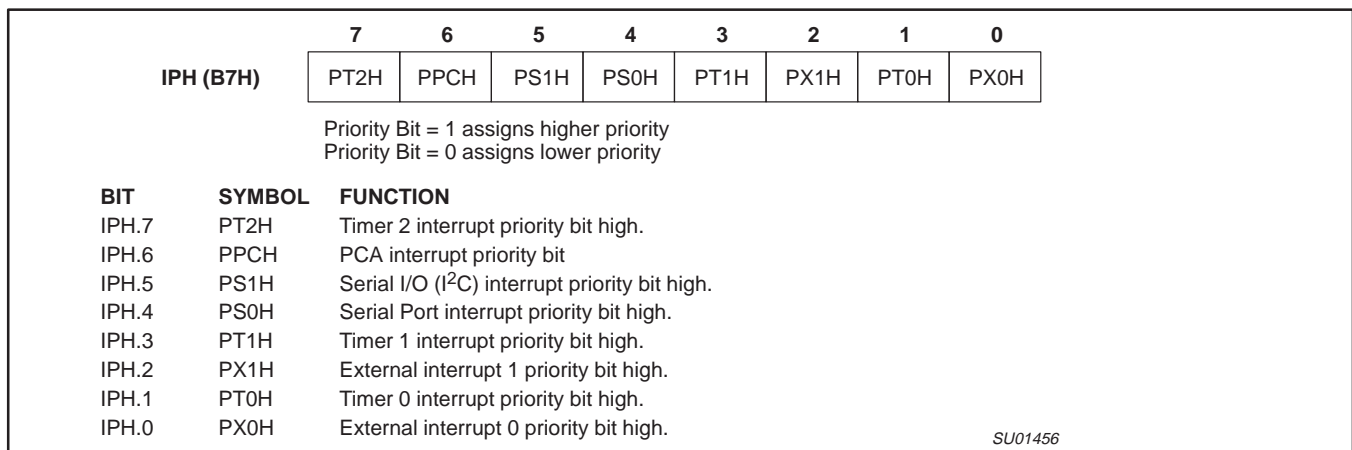 7 6 5 4 3 2 1 0
IPH (B7H) PT2H PPCH PS1H PS0H PT1H PX1H PT0H PX0H
Priority Bit = 1 assigns higher priority
Priority Bit = 0 assigns lower priority
BIT SYMBOL FUNCTION
IPH.7 PT2H Timer 2 interrupt priority bit high.
IPH.6 PPCH PCA interrupt priority bit
IPH.5 PS1H Serial I/O (I²C) interrupt priority bit high.
IPH.4 PS0H Serial Port interrupt priority bit high.
IPH.3 PT1H Timer 1 interrupt priority bit high.
IPH.2 PX1H External interrupt 1 priority bit high.
IPH.1 PT0H Timer 0 interrupt priority bit high.
IPH.0 PX0H External interrupt 0 priority bit high.
SU01456